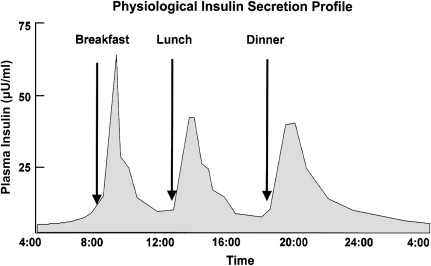 Physiological Insulin Secretion Profile
75
Breakfast
Lunch
Dinner
50
25
Plasma Insulin (μU/ml)
4:00
8:00
12:00
16:00
20:00
24:00
4:00
Time